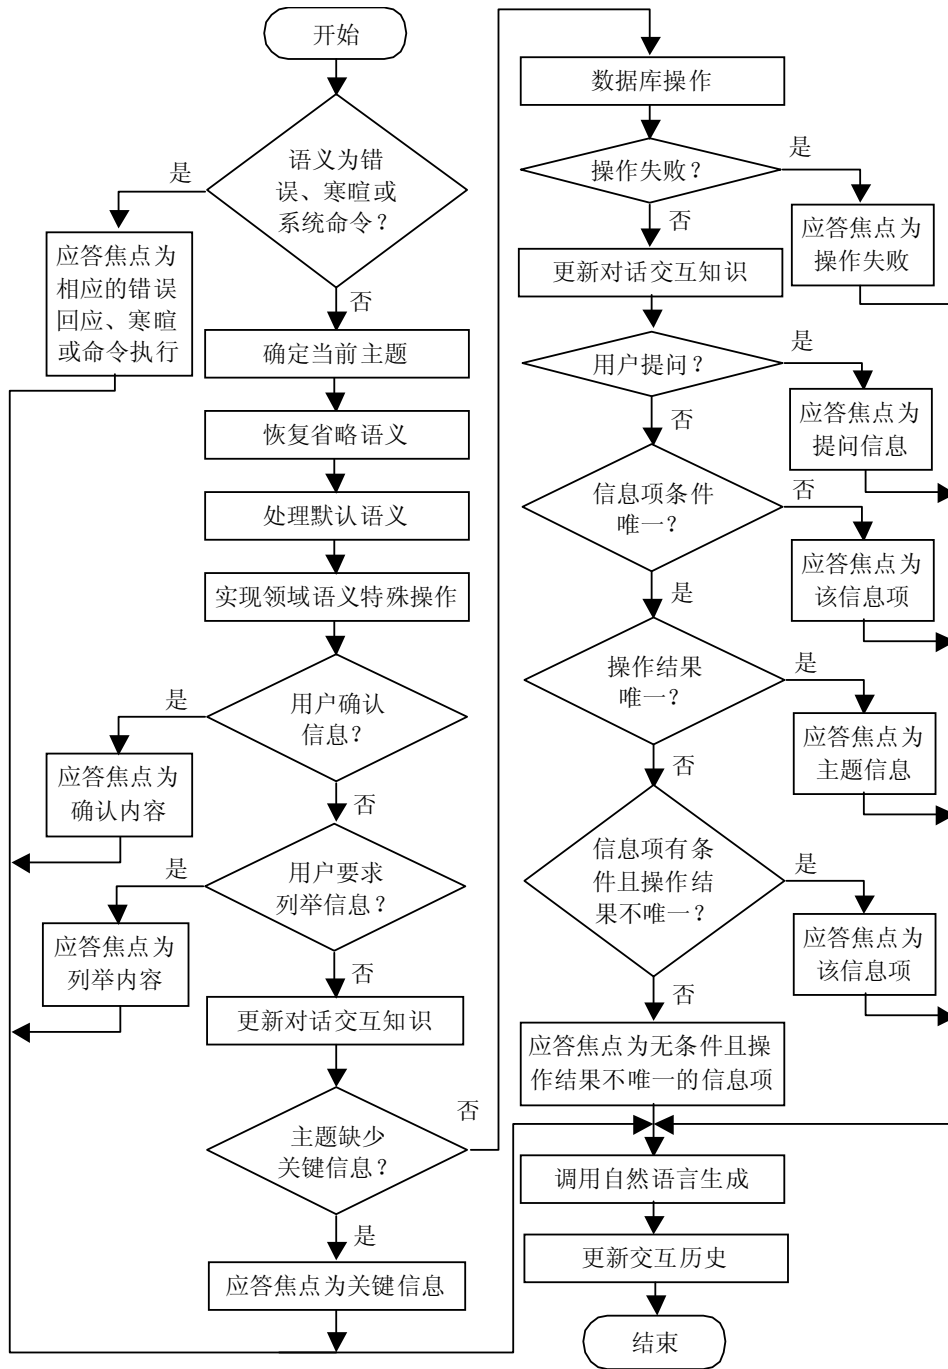 开始
语义为错
误、寒暄或
系统命令？
是
应答焦点为
相应的错误
回应、寒暄
或命令执行
否
确定当前主题
恢复省略语义
处理默认语义
实现领域语义特殊操作
用户确认
信息？
是
应答焦点为
确认内容
否
用户要求
列举信息？
是
应答焦点为
列举内容
否
更新对话交互知识
主题缺少
关键信息？
否
是
应答焦点为关键信息
数据库操作
操作失败？
是
应答焦点为
操作失败
否
更新对话交互知识
用户提问？
是
应答焦点为
提问信息
否
信息项条件
唯一？
否
应答焦点为
该信息项
是
操作结果
唯一？
是
应答焦点为
主题信息
否
信息项有条
件且操作结
果不唯一？
是
应答焦点为
该信息项
否
应答焦点为无条件且操
作结果不唯一的信息项
调用自然语言生成
更新交互历史
结束